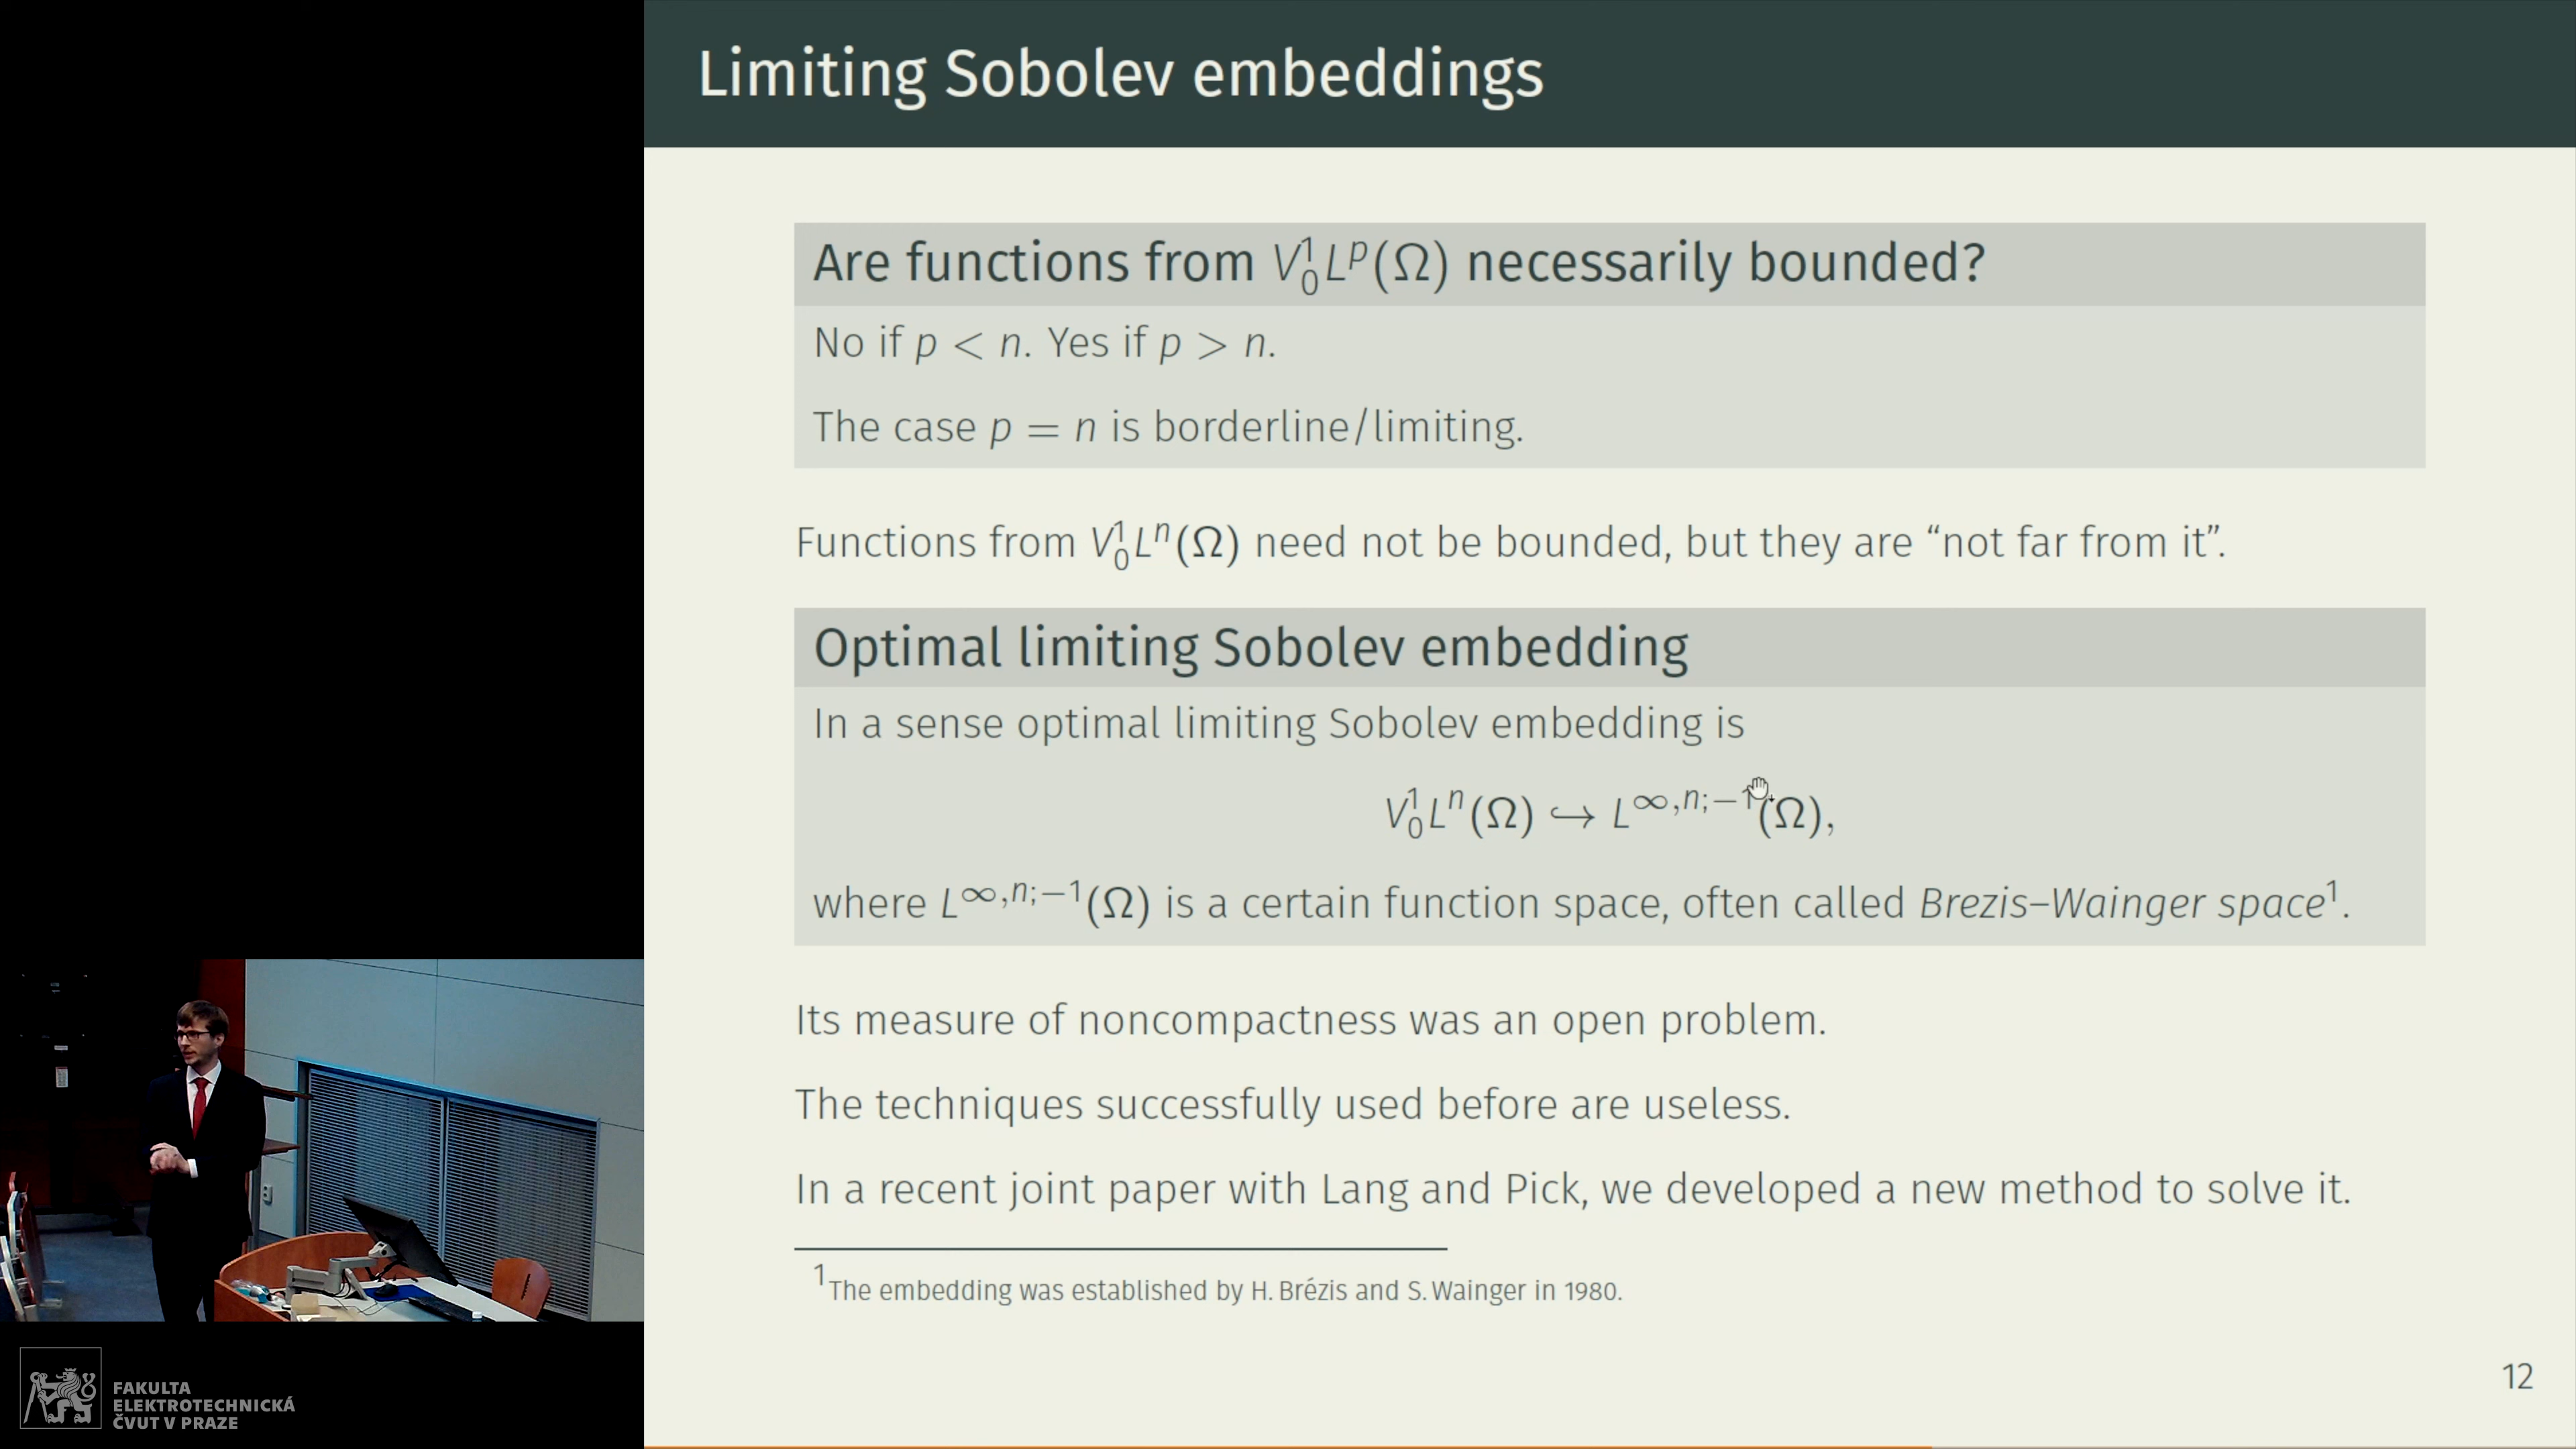 Limiting Sobolev embeddings
Are functions from V₀¹Lᵖ(Ω) necessarily bounded?
No if p < n. Yes if p > n.
The case p = n is borderline/limiting.
Functions from V₀¹Lⁿ(Ω) need not be bounded, but they are “not far from it”.
Optimal limiting Sobolev embedding
In a sense optimal limiting Sobolev embedding is
V₀¹Lⁿ(Ω) ↪ L^{∞,n;−1}(Ω),
where L^{∞,n;−1}(Ω) is a certain function space, often called Brezis–Wainger space¹.
Its measure of noncompactness was an open problem.
The techniques successfully used before are useless.
In a recent joint paper with Lang and Pick, we developed a new method to solve it.
¹The embedding was established by H. Brézis and S. Wainger in 1980.
12
FAKULTA
ELEKTROTECHNICKÁ
ČVUT V PRAZE